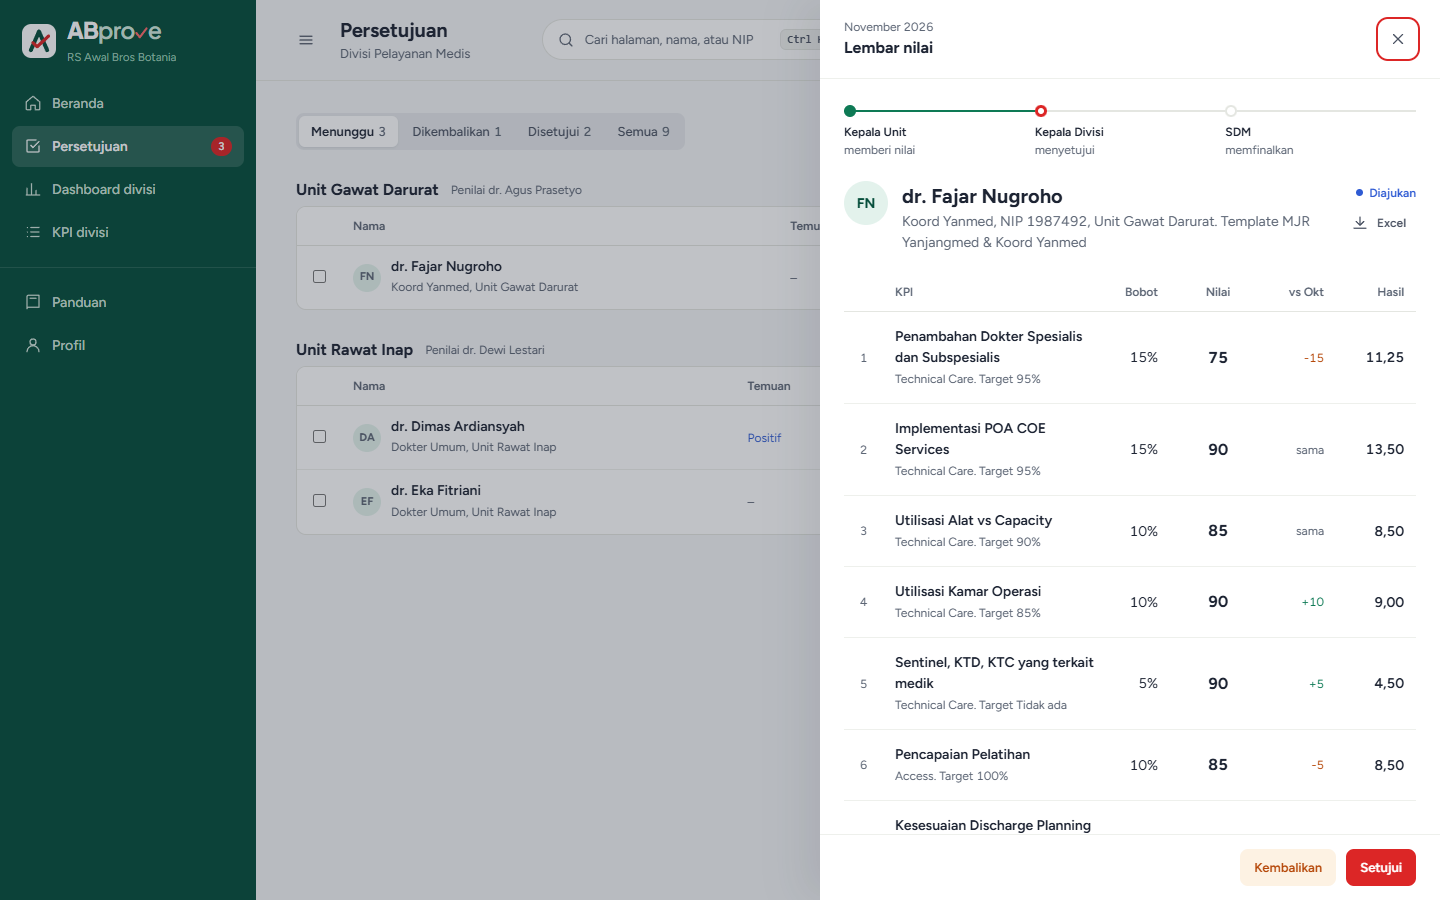 ABprove
RS Awal Bros Botania
Beranda
Persetujuan 3
Dashboard divisi
KPI divisi
Panduan
Profil
Persetujuan
Divisi Pelayanan Medis
Cari halaman, nama, atau NIP Ctrl
Menunggu 3 Dikembalikan 1 Disetujui 2 Semua 9
Unit Gawat Darurat Penilai dr. Agus Prasetyo
Nama Temu
FN dr. Fajar Nugroho –
Koord Yanmed, Unit Gawat Darurat
Unit Rawat Inap Penilai dr. Dewi Lestari
Nama Temuan
DA dr. Dimas Ardiansyah Positif
Dokter Umum, Unit Rawat Inap
EF dr. Eka Fitriani –
Dokter Umum, Unit Rawat Inap
November 2026
Lembar nilai
Kepala Unit Kepala Divisi SDM
memberi nilai menyetujui memfinalkan
FN dr. Fajar Nugroho Diajukan
Koord Yanmed, NIP 1987492, Unit Gawat Darurat. Template MJR Excel
Yanjangmed & Koord Yanmed
KPI Bobot Nilai vs Okt Hasil
Penambahan Dokter Spesialis
1 dan Subspesialis 15% 75 -15 11,25
Technical Care. Target 95%
Implementasi POA COE
2 Services 15% 90 sama 13,50
Technical Care. Target 95%
3 Utilisasi Alat vs Capacity 10% 85 sama 8,50
Technical Care. Target 90%
4 Utilisasi Kamar Operasi 10% 90 +10 9,00
Technical Care. Target 85%
Sentinel, KTD, KTC yang terkait
5 medik 5% 90 +5 4,50
Technical Care. Target Tidak ada
6 Pencapaian Pelatihan 10% 85 -5 8,50
Access. Target 100%
Kesesuaian Discharge Planning
Kembalikan Setujui